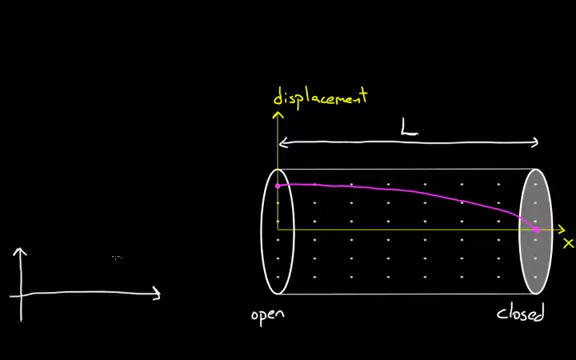 displacement
L
x
open
closed